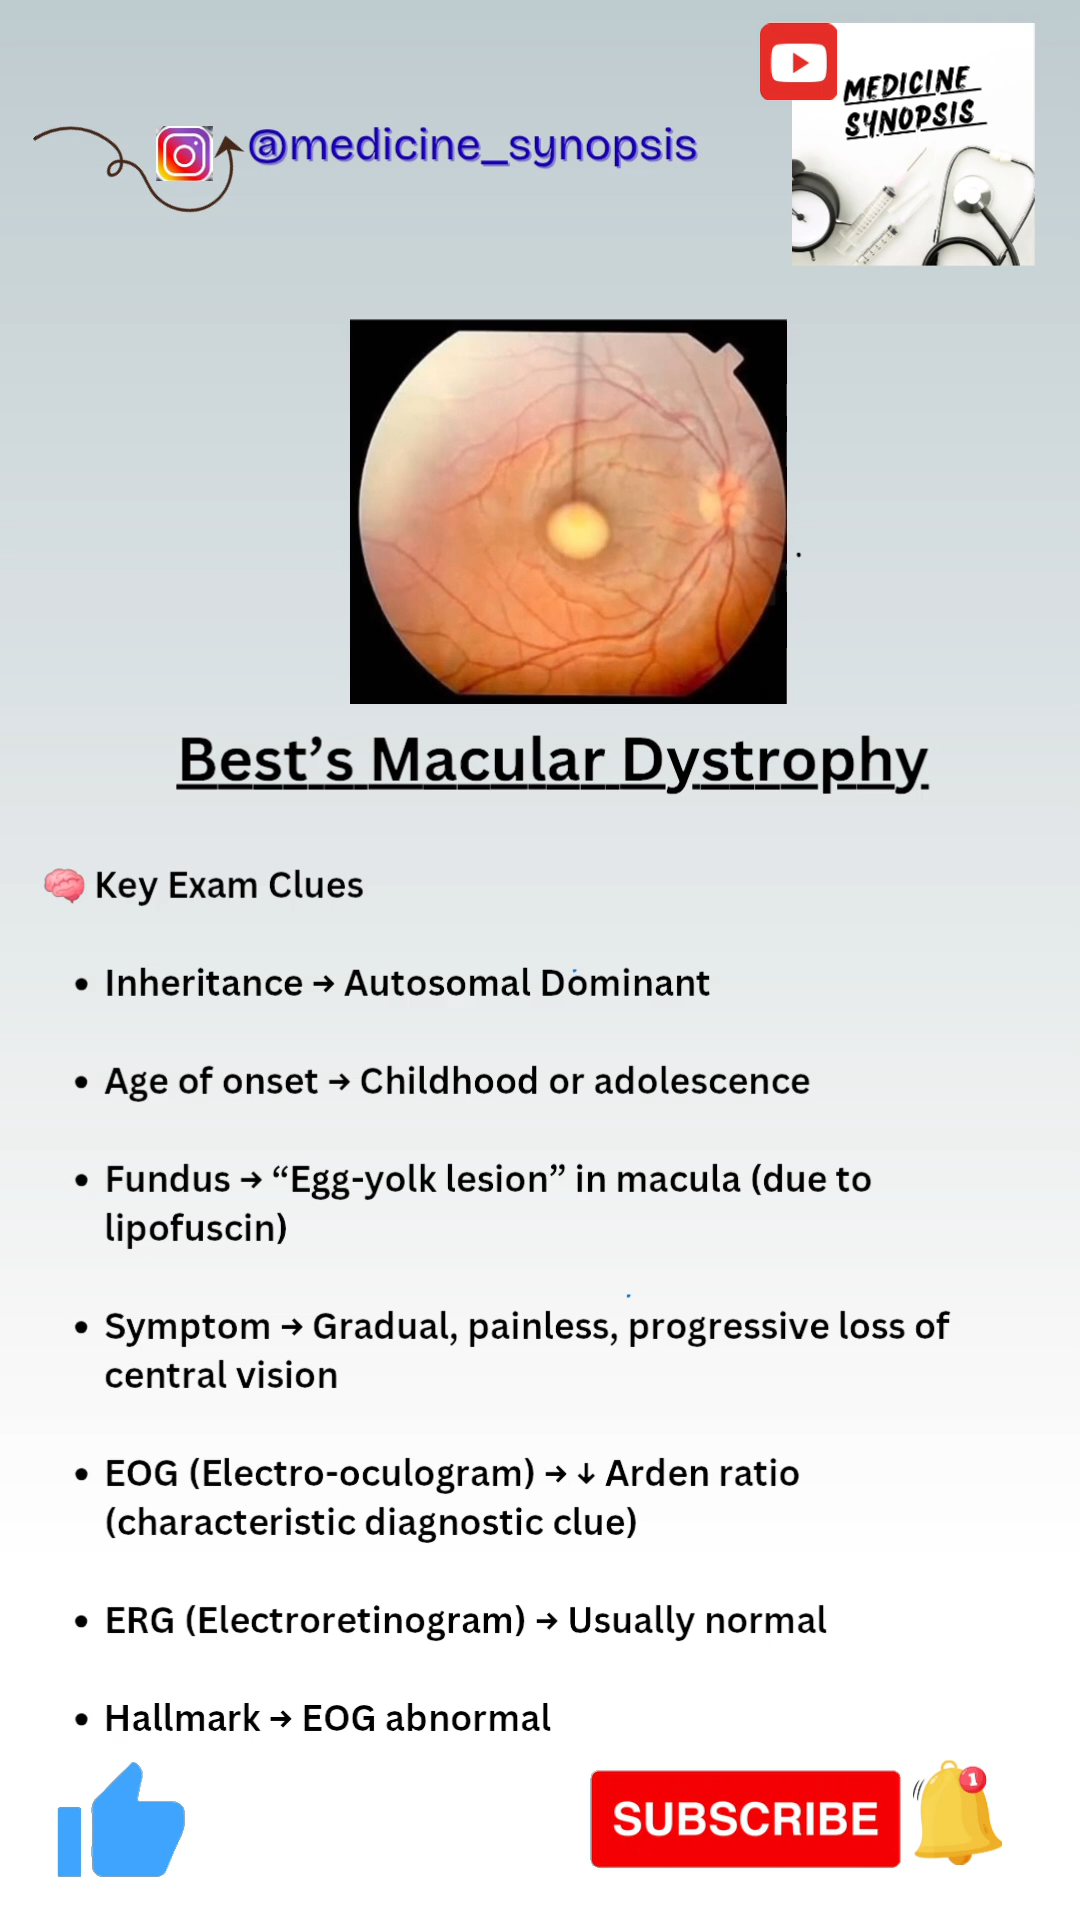 MEDICINE
SYNOPSIS
@medicine_synopsis
Best’s Macular Dystrophy
🧠 Key Exam Clues
• Inheritance → Autosomal Dominant
• Age of onset → Childhood or adolescence
• Fundus → “Egg-yolk lesion” in macula (due to
lipofuscin)
• Symptom → Gradual, painless, progressive loss of
central vision
• EOG (Electro-oculogram) → ↓ Arden ratio
(characteristic diagnostic clue)
• ERG (Electroretinogram) → Usually normal
• Hallmark → EOG abnormal
SUBSCRIBE
1